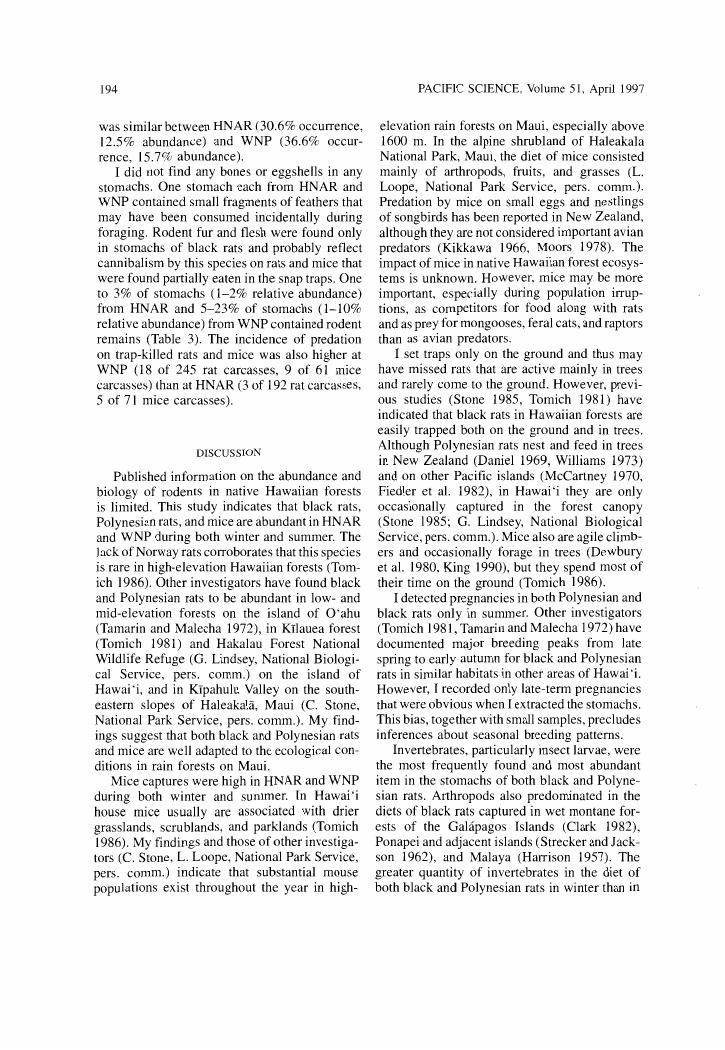 194
PACIFIC SCIENCE, Volume 51, April 1997
was similar between HNAR (30.6% occurrence,
12.5% abundance) and WNP (36.6% occur-
rence, 15.7% abundance).
I did not find any bones or eggshells in any
stomachs. One stomach each from HNAR and
WNP contained small fragments of feathers that
may have been consumed incidentally during
foraging. Rodent fur and flesh were found only
in stomachs of black rats and probably reflect
cannibalism by this species on rats and mice that
were found partially eaten in the snap traps. One
to 3% of stomachs (1–2% relative abundance)
from HNAR and 5–23% of stomachs (1–10%
relative abundance) from WNP contained rodent
remains (Table 3). The incidence of predation
on trap-killed rats and mice was also higher at
WNP (18 of 245 rat carcasses, 9 of 61 mice
carcasses) than at HNAR (3 of 192 rat carcasses,
5 of 71 mice carcasses).
DISCUSSION
Published information on the abundance and
biology of rodents in native Hawaiian forests
is limited. This study indicates that black rats,
Polynesian rats, and mice are abundant in HNAR
and WNP during both winter and summer. The
lack of Norway rats corroborates that this species
is rare in high-elevation Hawaiian forests (Tom-
ich 1986). Other investigators have found black
and Polynesian rats to be abundant in low- and
mid-elevation forests on the island of Oʻahu
(Tamarin and Malecha 1972), in Kīlauea forest
(Tomich 1981) and Hakalau Forest National
Wildlife Refuge (G. Lindsey, National Biologi-
cal Service, pers. comm.) on the island of
Hawaiʻi, and in Kīpahulu Valley on the south-
eastern slopes of Haleakalā, Maui (C. Stone,
National Park Service, pers. comm.). My find-
ings suggest that both black and Polynesian rats
and mice are well adapted to the ecological con-
ditions in rain forests on Maui.
Mice captures were high in HNAR and WNP
during both winter and summer. In Hawaiʻi
house mice usually are associated with drier
grasslands, scrublands, and parklands (Tomich
1986). My findings and those of other investiga-
tors (C. Stone, L. Loope, National Park Service,
pers. comm.) indicate that substantial mouse
populations exist throughout the year in high-
elevation rain forests on Maui, especially above
1600 m. In the alpine shrubland of Haleakala
National Park, Maui, the diet of mice consisted
mainly of arthropods, fruits, and grasses (L.
Loope, National Park Service, pers. comm.).
Predation by mice on small eggs and nestlings
of songbirds has been reported in New Zealand,
although they are not considered important avian
predators (Kikkawa 1966, Moors 1978). The
impact of mice in native Hawaiian forest ecosys-
tems is unknown. However, mice may be more
important, especially during population irrup-
tions, as competitors for food along with rats
and as prey for mongooses, feral cats, and raptors
than as avian predators.
I set traps only on the ground and thus may
have missed rats that are active mainly in trees
and rarely come to the ground. However, previ-
ous studies (Stone 1985, Tomich 1981) have
indicated that black rats in Hawaiian forests are
easily trapped both on the ground and in trees.
Although Polynesian rats nest and feed in trees
in New Zealand (Daniel 1969, Williams 1973)
and on other Pacific islands (McCartney 1970,
Fiedler et al. 1982), in Hawaiʻi they are only
occasionally captured in the forest canopy
(Stone 1985; G. Lindsey, National Biological
Service, pers. comm.). Mice also are agile climb-
ers and occasionally forage in trees (Dewbury
et al. 1980, King 1990), but they spend most of
their time on the ground (Tomich 1986).
I detected pregnancies in both Polynesian and
black rats only in summer. Other investigators
(Tomich 1981, Tamarin and Malecha 1972) have
documented major breeding peaks from late
spring to early autumn for black and Polynesian
rats in similar habitats in other areas of Hawaiʻi.
However, I recorded only late-term pregnancies
that were obvious when I extracted the stomachs.
This bias, together with small samples, precludes
inferences about seasonal breeding patterns.
Invertebrates, particularly insect larvae, were
the most frequently found and most abundant
item in the stomachs of both black and Polyne-
sian rats. Arthropods also predominated in the
diets of black rats captured in wet montane for-
ests of the Galápagos Islands (Clark 1982),
Ponapei and adjacent islands (Strecker and Jack-
son 1962), and Malaya (Harrison 1957). The
greater quantity of invertebrates in the diet of
both black and Polynesian rats in winter than in